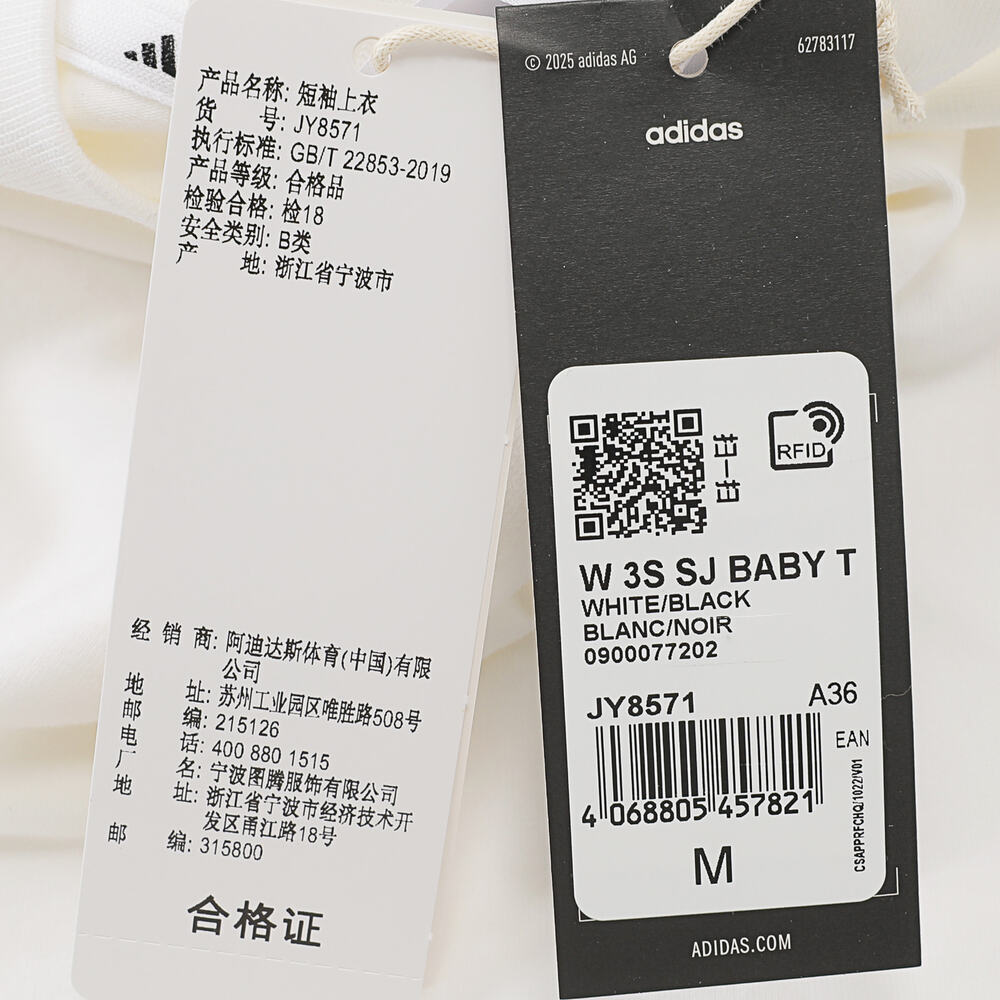 产品名称: 短袖上衣
货 号: JY8571
执行标准: GB/T 22853-2019
产品等级: 合格品
检验合格: 检18
安全类别: B类
产 地: 浙江省宁波市
经 销 商: 阿迪达斯体育(中国)有限
公司
地 址: 苏州工业园区唯胜路508号
邮 编: 215126
电 话: 400 880 1515
厂 名: 宁波图腾服饰有限公司
地 址: 浙江省宁波市经济技术开
发区甬江路18号
邮 编: 315800
合格证
© 2025 adidas AG
62783117
adidas
扫一扫
RFID
W 3S SJ BABY T
WHITE/BLACK
BLANC/NOIR
0900077202
JY8571
A36
EAN
4 068805 457821
CSAPPRFCHQ/1022/V01
M
ADIDAS.COM